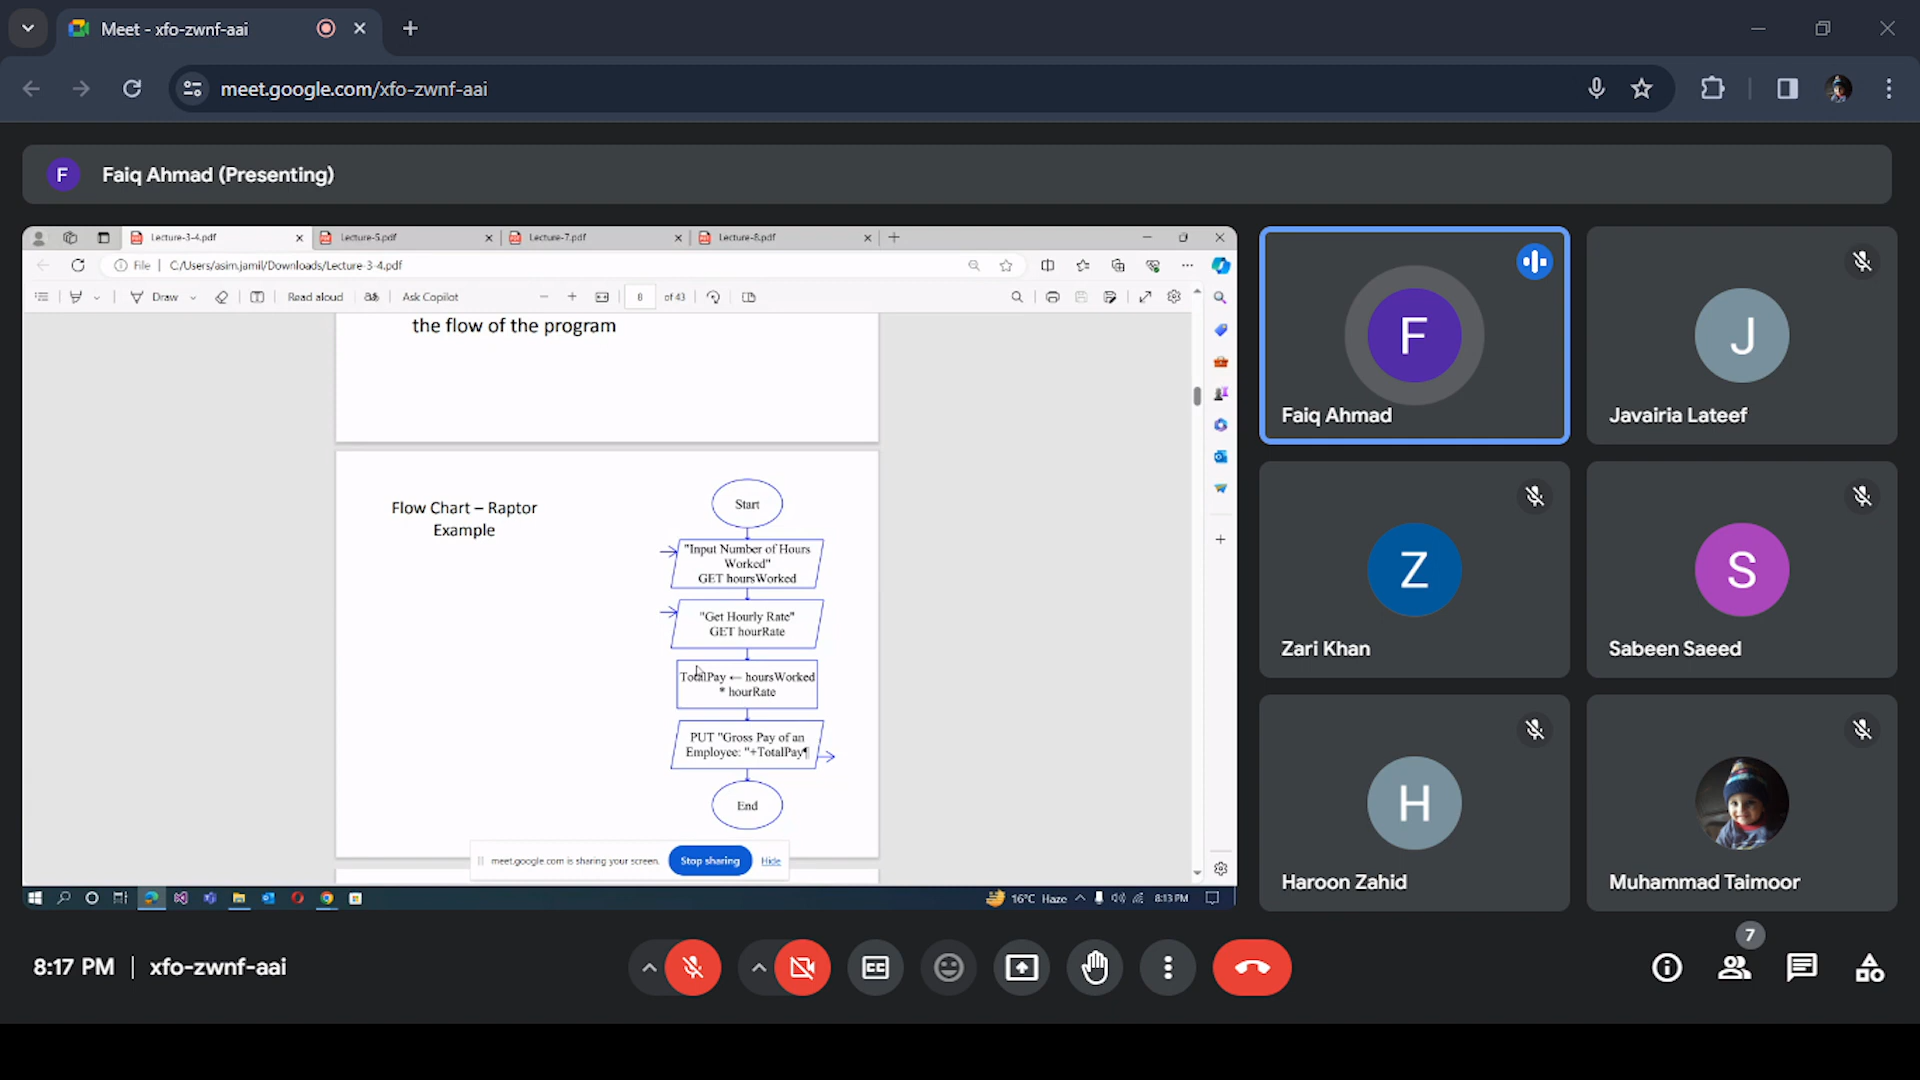 Meet - xfo-zwnf-aai
meet.google.com/xfo-zwnf-aai
F
Faiq Ahmad (Presenting)
Lecture-3-4.pdf
Lecture-5.pdf
Lecture-7.pdf
Lecture-8.pdf
File
C:/Users/asim.jamil/Downloads/Lecture-3-4.pdf
Draw
Read aloud
Ask Copilot
8
of 43
the flow of the program
Flow Chart – Raptor
Example
Start
"Input Number of Hours
Worked"
GET hoursWorked
"Get Hourly Rate"
GET hourRate
TotalPay ← hoursWorked
* hourRate
PUT "Gross Pay of an
Employee: "+TotalPay¶
End
meet.google.com is sharing your screen.
Stop sharing
Hide
16°C Haze
8:13 PM
F
Faiq Ahmad
J
Javairia Lateef
Z
Zari Khan
S
Sabeen Saeed
H
Haroon Zahid
Muhammad Taimoor
8:17 PM
xfo-zwnf-aai
7